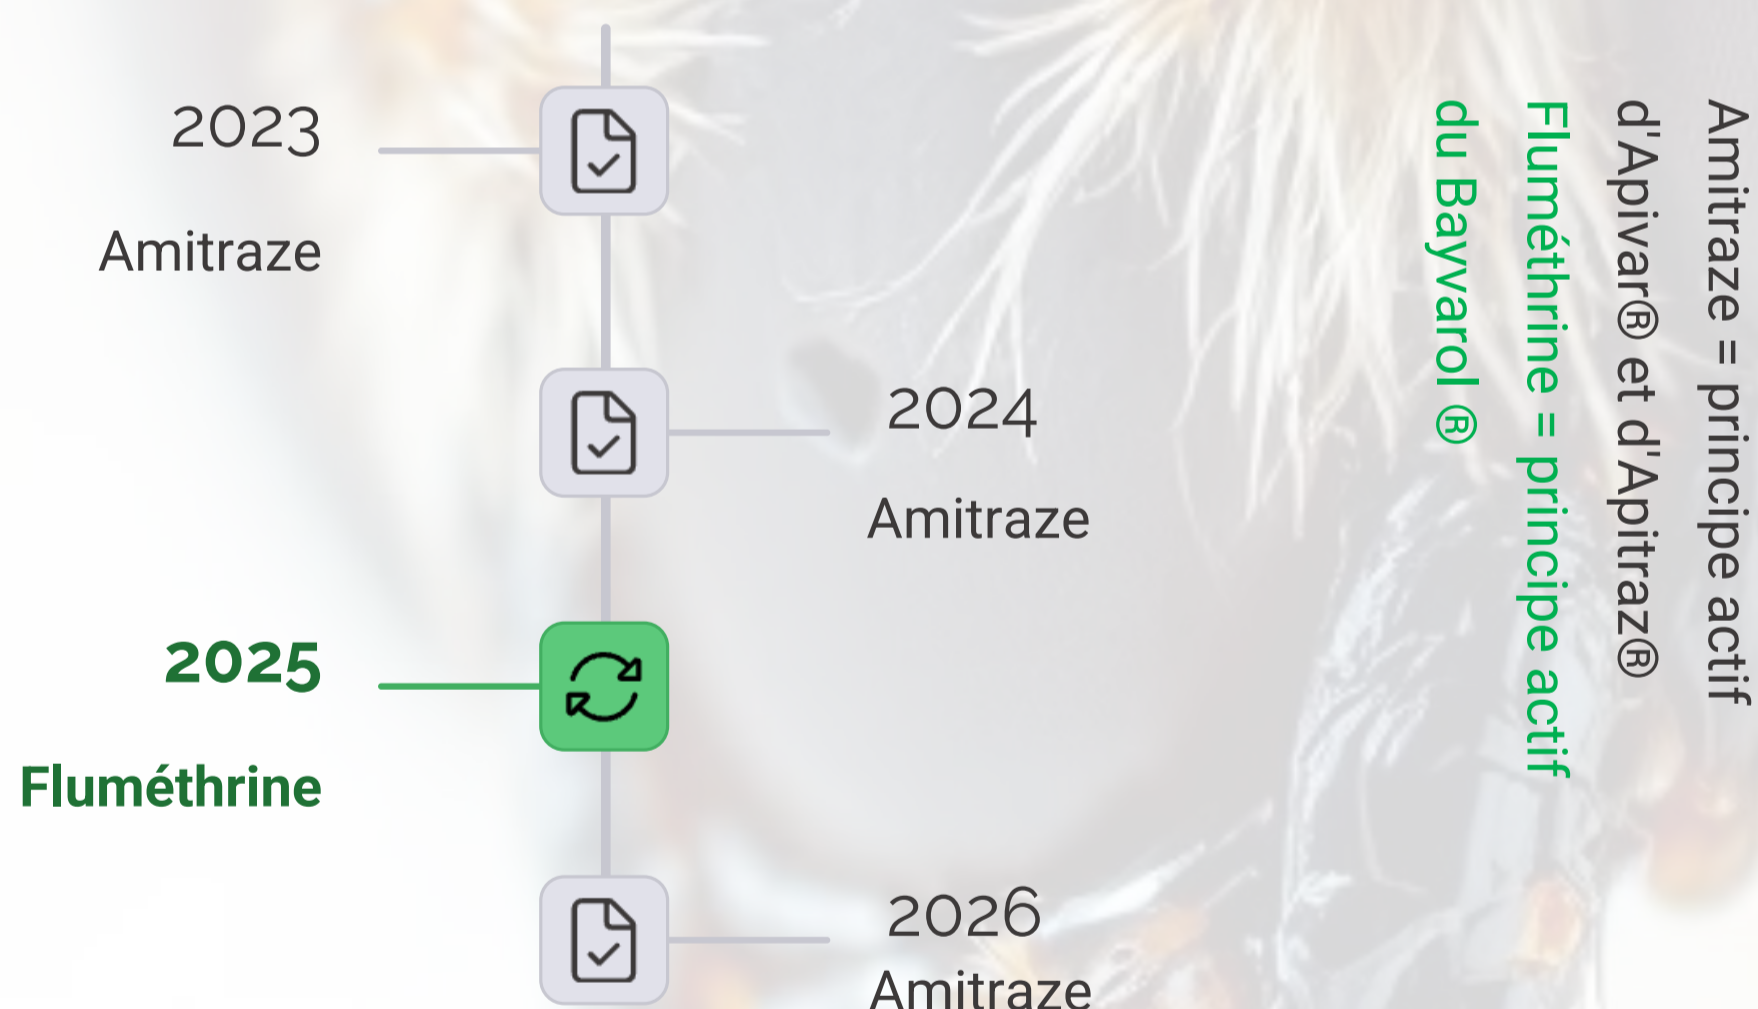 2023
Amitraze
2024
Amitraze
2025
Fluméthrine
2026
Amitraze
Amitraze = principe actif
d'Apivar® et d'Apitraz®
Fluméthrine = principe actif
du Bayvarol ®